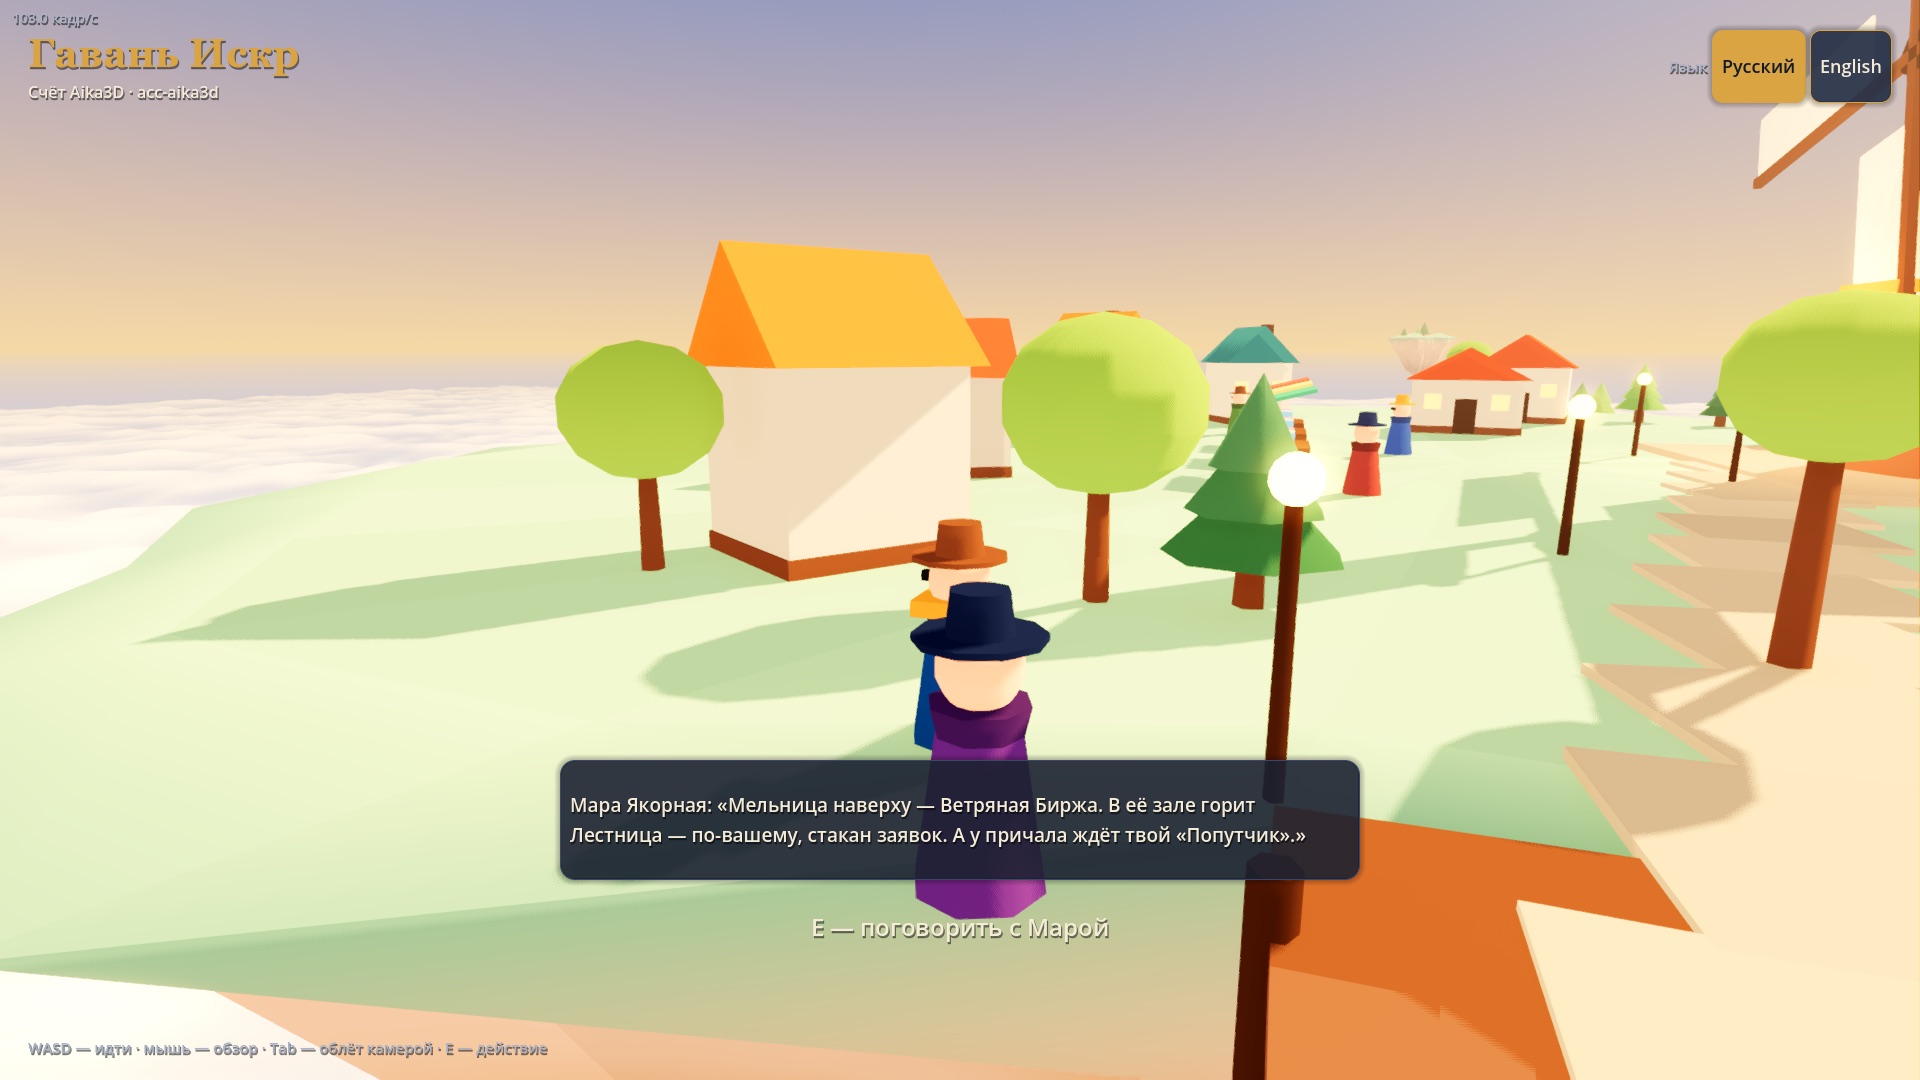 103.0 кадр/с
Гавань Искр
Счёт Aika3D · acc-aika3d
Язык
Русский
English
Мара Якорная: «Мельница наверху — Ветряная Биржа. В её зале горит
Лестница — по-вашему, стакан заявок. А у причала ждёт твой «Попутчик».»
E — поговорить с Марой
WASD — идти · мышь — обзор · Tab — облёт камерой · E — действие